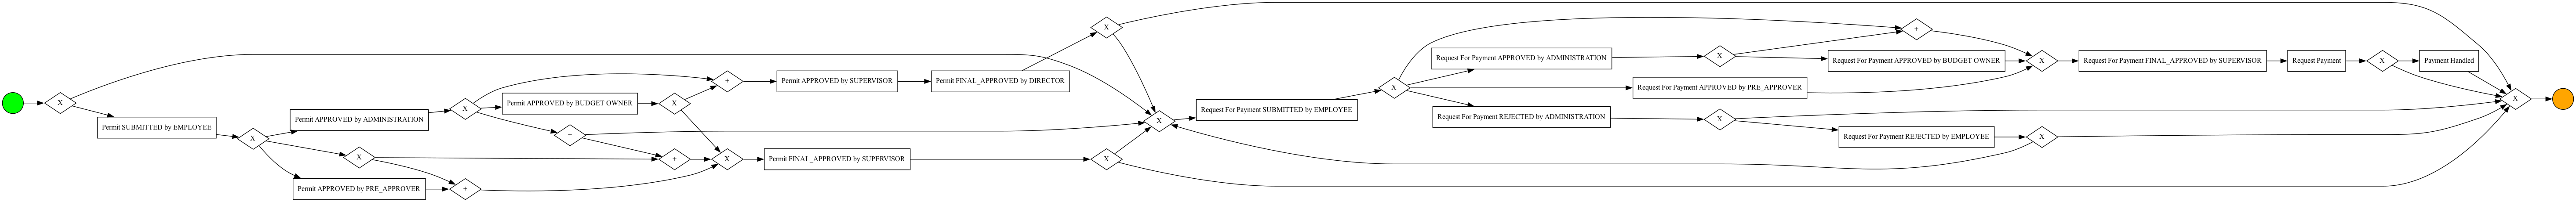 X
Permit SUBMITTED by EMPLOYEE
X
Permit APPROVED by ADMINISTRATION
X
Permit APPROVED by PRE_APPROVER
X
+
Permit APPROVED by BUDGET OWNER
+
X
+
+
X
Permit APPROVED by SUPERVISOR
Permit FINAL_APPROVED by SUPERVISOR
Permit FINAL_APPROVED by DIRECTOR
X
X
X
Request For Payment SUBMITTED by EMPLOYEE
X
Request For Payment APPROVED by ADMINISTRATION
Request For Payment APPROVED by PRE_APPROVER
Request For Payment REJECTED by ADMINISTRATION
X
X
+
Request For Payment APPROVED by BUDGET OWNER
Request For Payment REJECTED by EMPLOYEE
X
X
Request For Payment FINAL_APPROVED by SUPERVISOR
Request Payment
X
Payment Handled
X